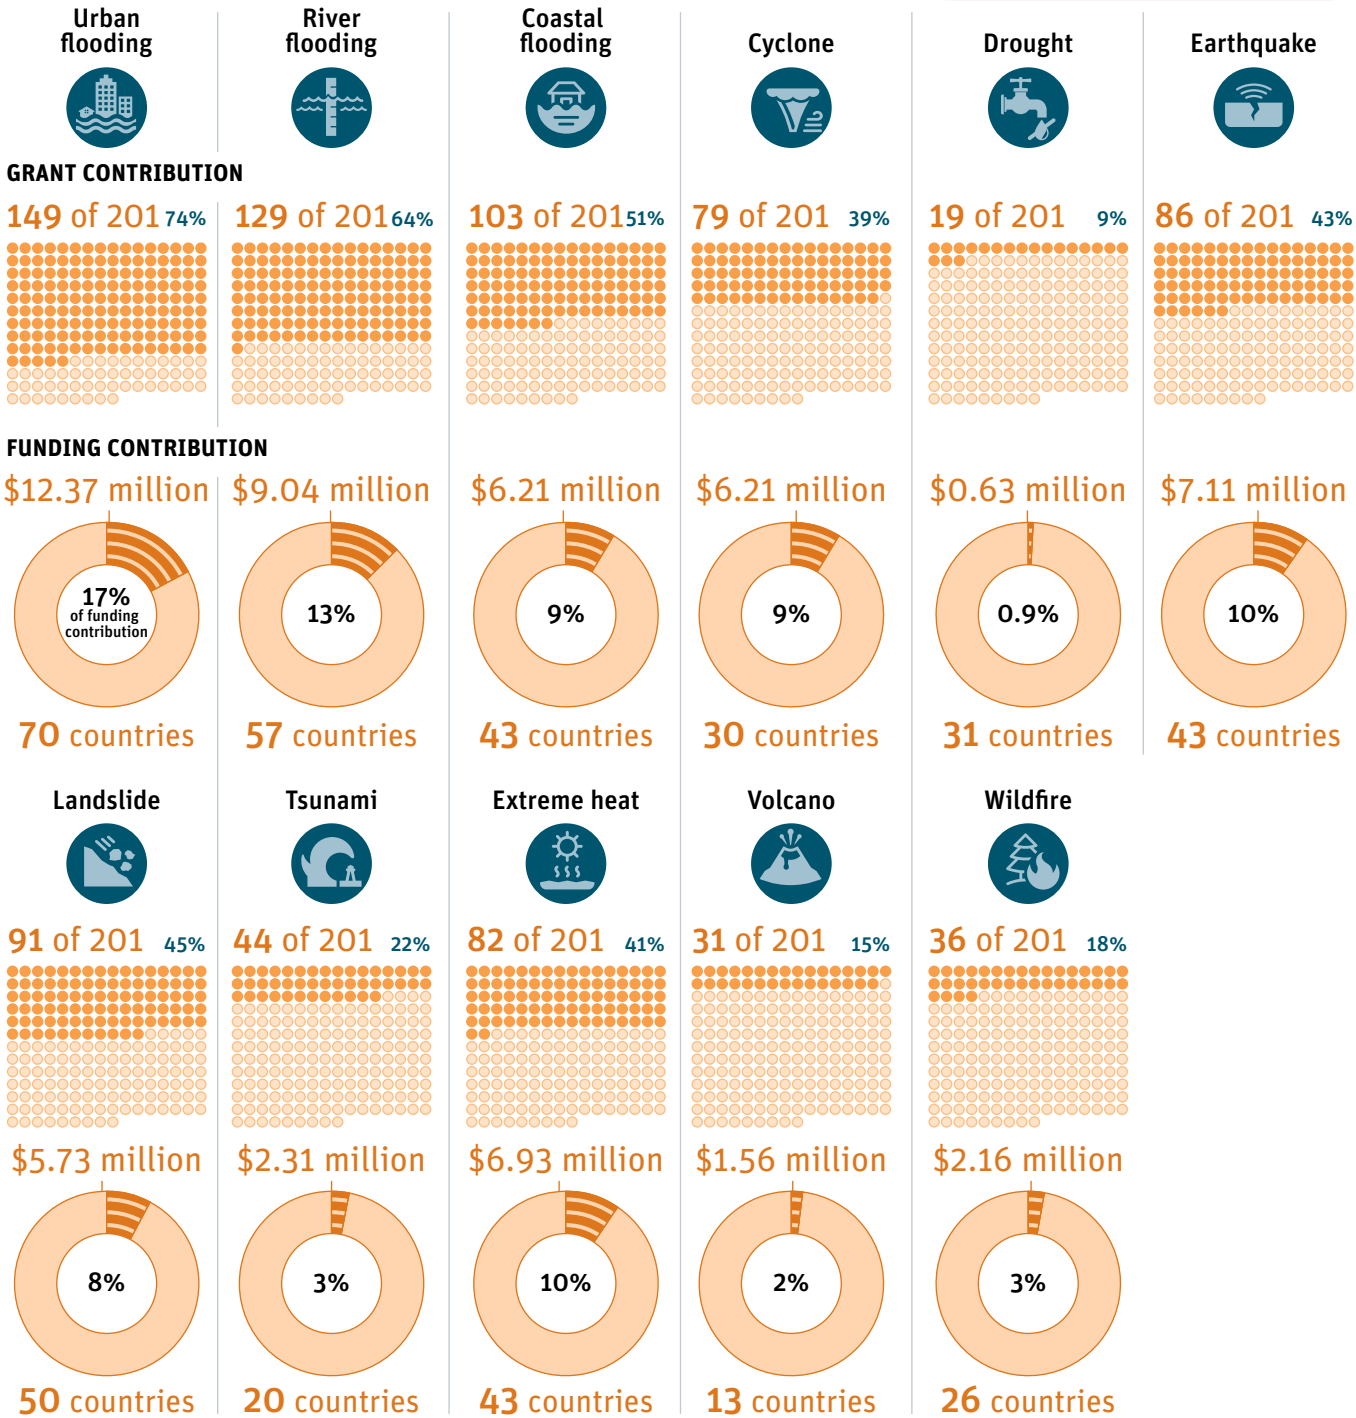 Urban
flooding
River
flooding
Coastal
flooding
Cyclone
Drought
Earthquake
GRANT CONTRIBUTION
149 of 201 74%
129 of 201 64%
103 of 201 51%
79 of 201 39%
19 of 201 9%
86 of 201 43%
FUNDING CONTRIBUTION
$12.37 million
$9.04 million
$6.21 million
$6.21 million
$0.63 million
$7.11 million
17%
of funding
contribution
13%
9%
9%
0.9%
10%
70 countries
57 countries
43 countries
30 countries
31 countries
43 countries
Landslide
Tsunami
Extreme heat
Volcano
Wildfire
91 of 201 45%
44 of 201 22%
82 of 201 41%
31 of 201 15%
36 of 201 18%
$5.73 million
$2.31 million
$6.93 million
$1.56 million
$2.16 million
8%
3%
10%
2%
3%
50 countries
20 countries
43 countries
13 countries
26 countries